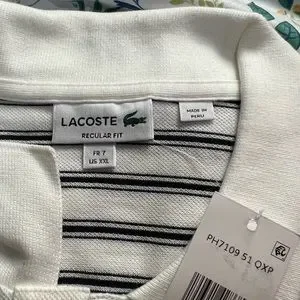 LACOSTE
REGULAR FIT
FR 7
US XXL
MADE IN
PERU
PH7109 51 QXP